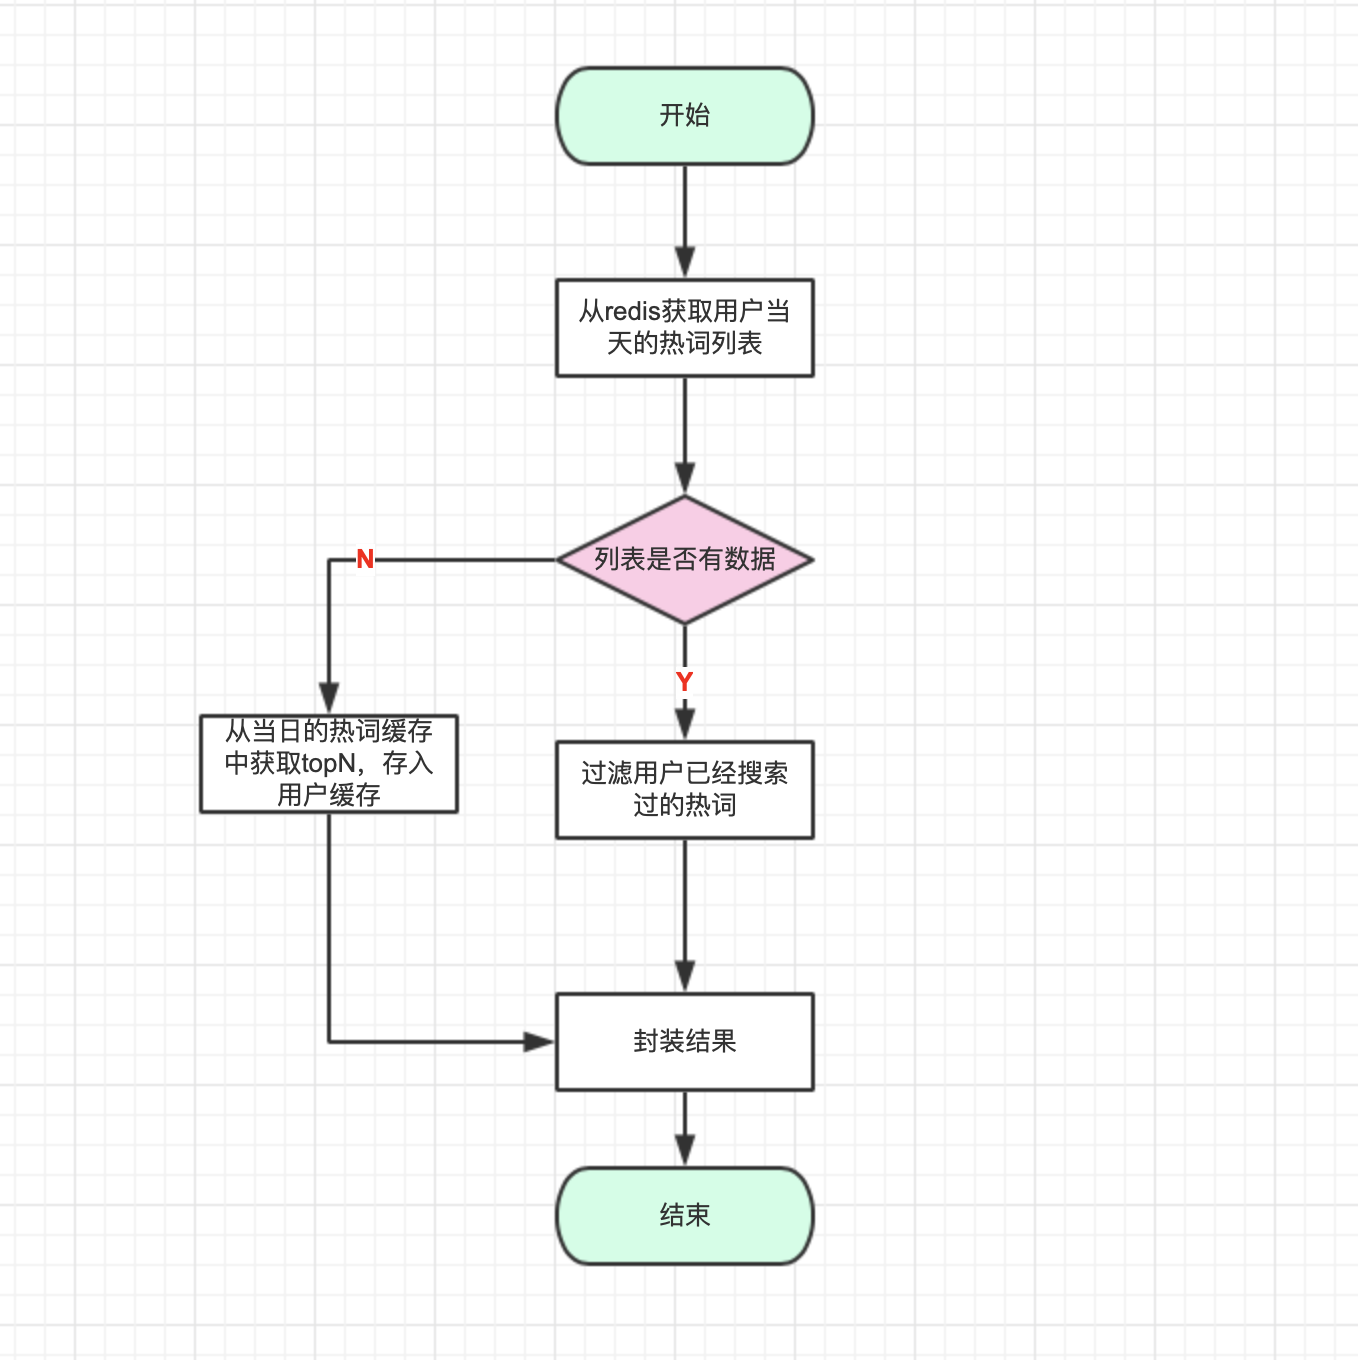 开始
从redis获取用户当
天的热词列表
列表是否有数据
N
Y
从当日的热词缓存
中获取topN，存入
用户缓存
过滤用户已经搜索
过的热词
封装结果
结束